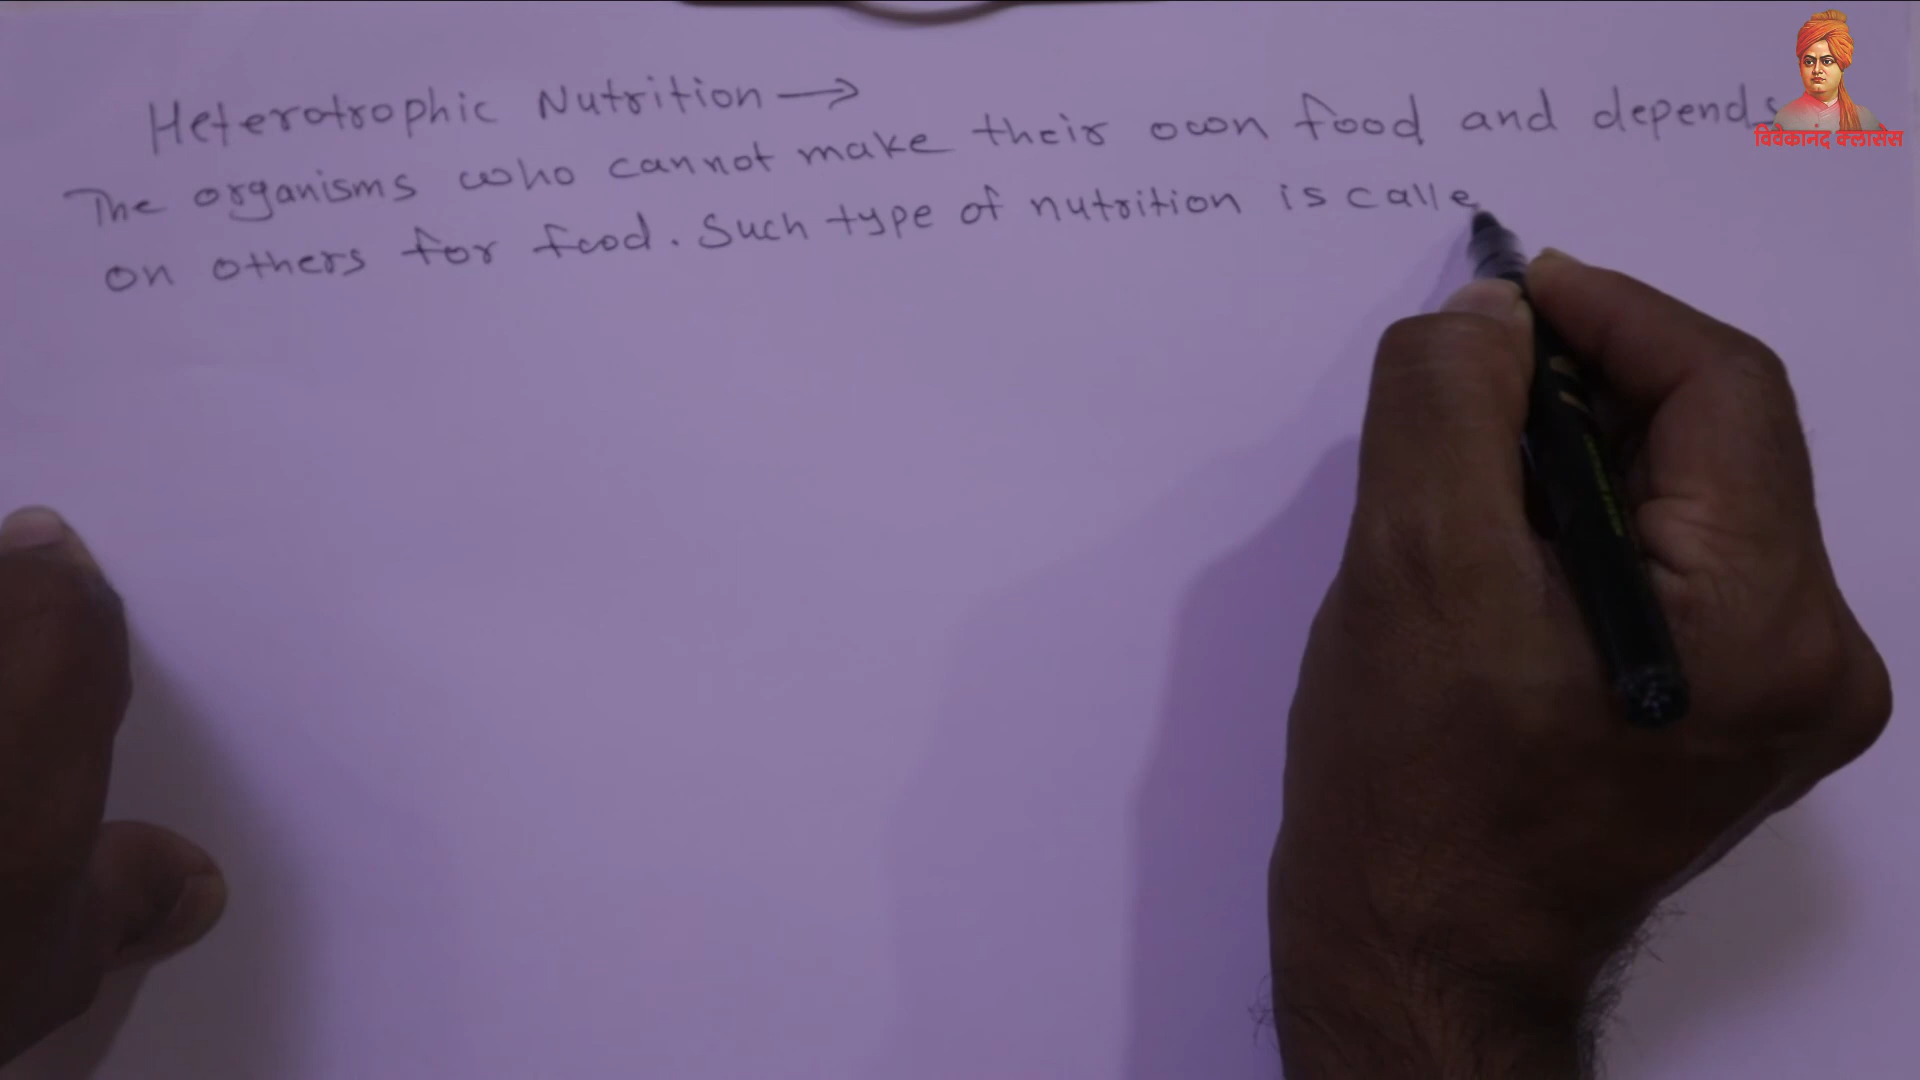 Heterotrophic Nutrition →
The organisms who cannot make their own food and depends
on others for food. Such type of nutrition is calle
विवेकानंद क्लासेस